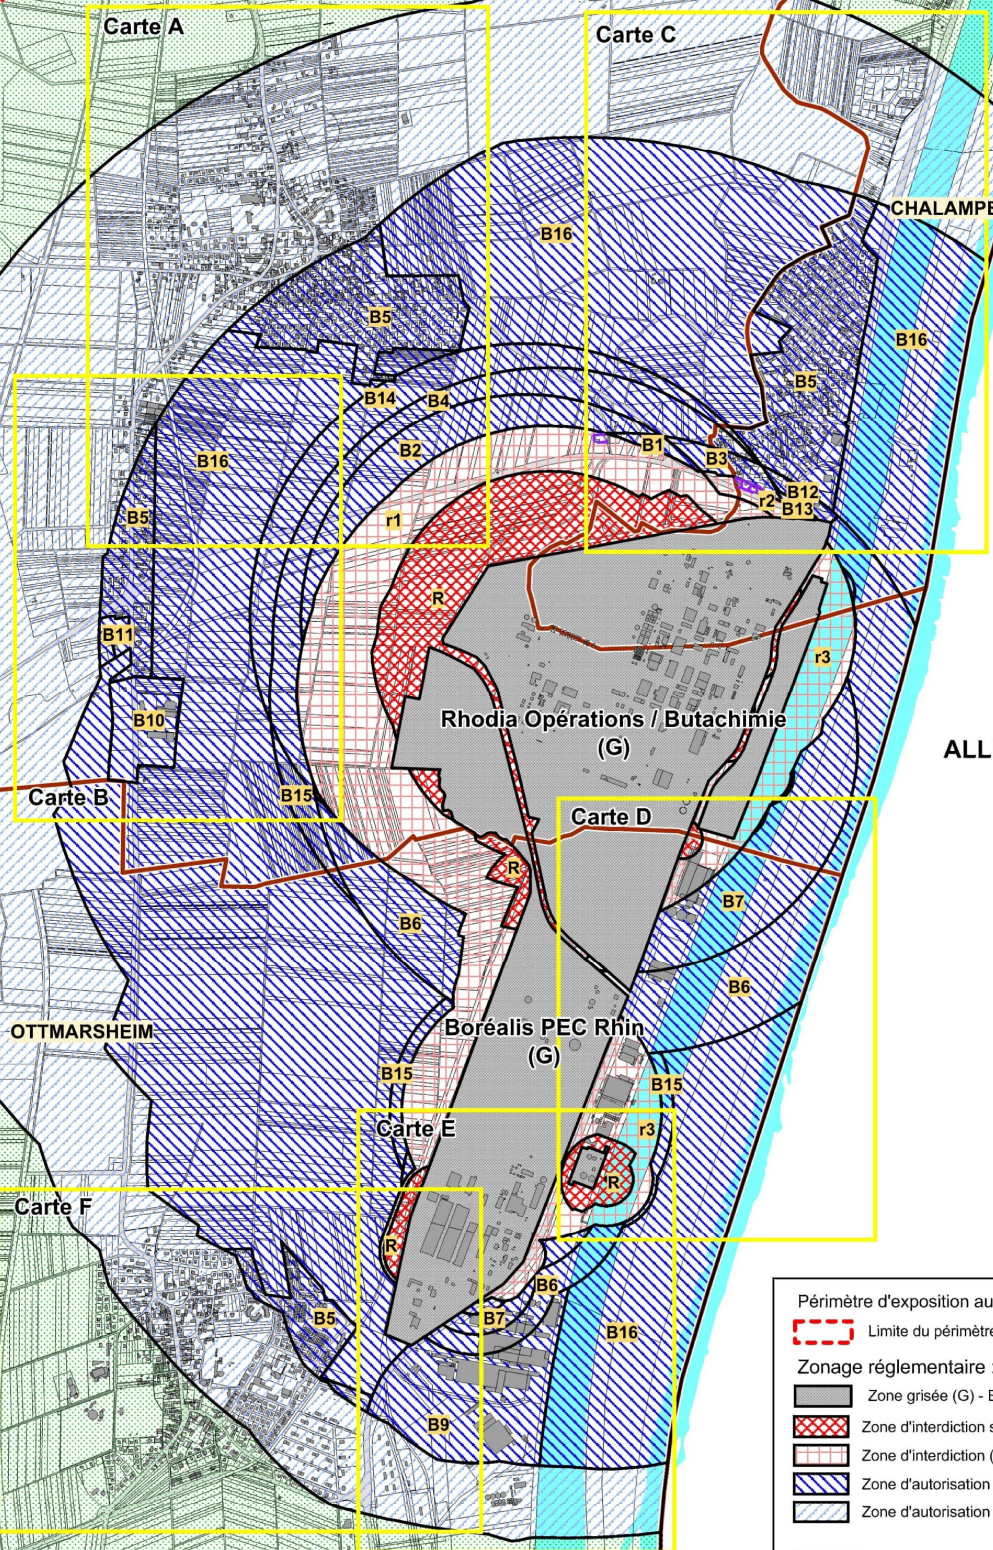 Carte A
Carte C
CHALAMPE
B16
B5
B16
B5
B14
B4
B1
B2
B3
B16
B12
r2
B13
B5
r1
R
B11
r3
B10
Rhodia Opérations / Butachimie
(G)
ALL
Carte B
B15
Carte D
R
B7
B6
B6
Boréalis PEC Rhin
(G)
OTTMARSHEIM
B15
B15
Carte E
r3
R
Carte F
R
B6
B5
B7
B16
B9
Périmètre d'exposition au
Limite du périmètre
Zonage réglementaire :
Zone grisée (G) - E
Zone d'interdiction s
Zone d'interdiction (
Zone d'autorisation
Zone d'autorisation